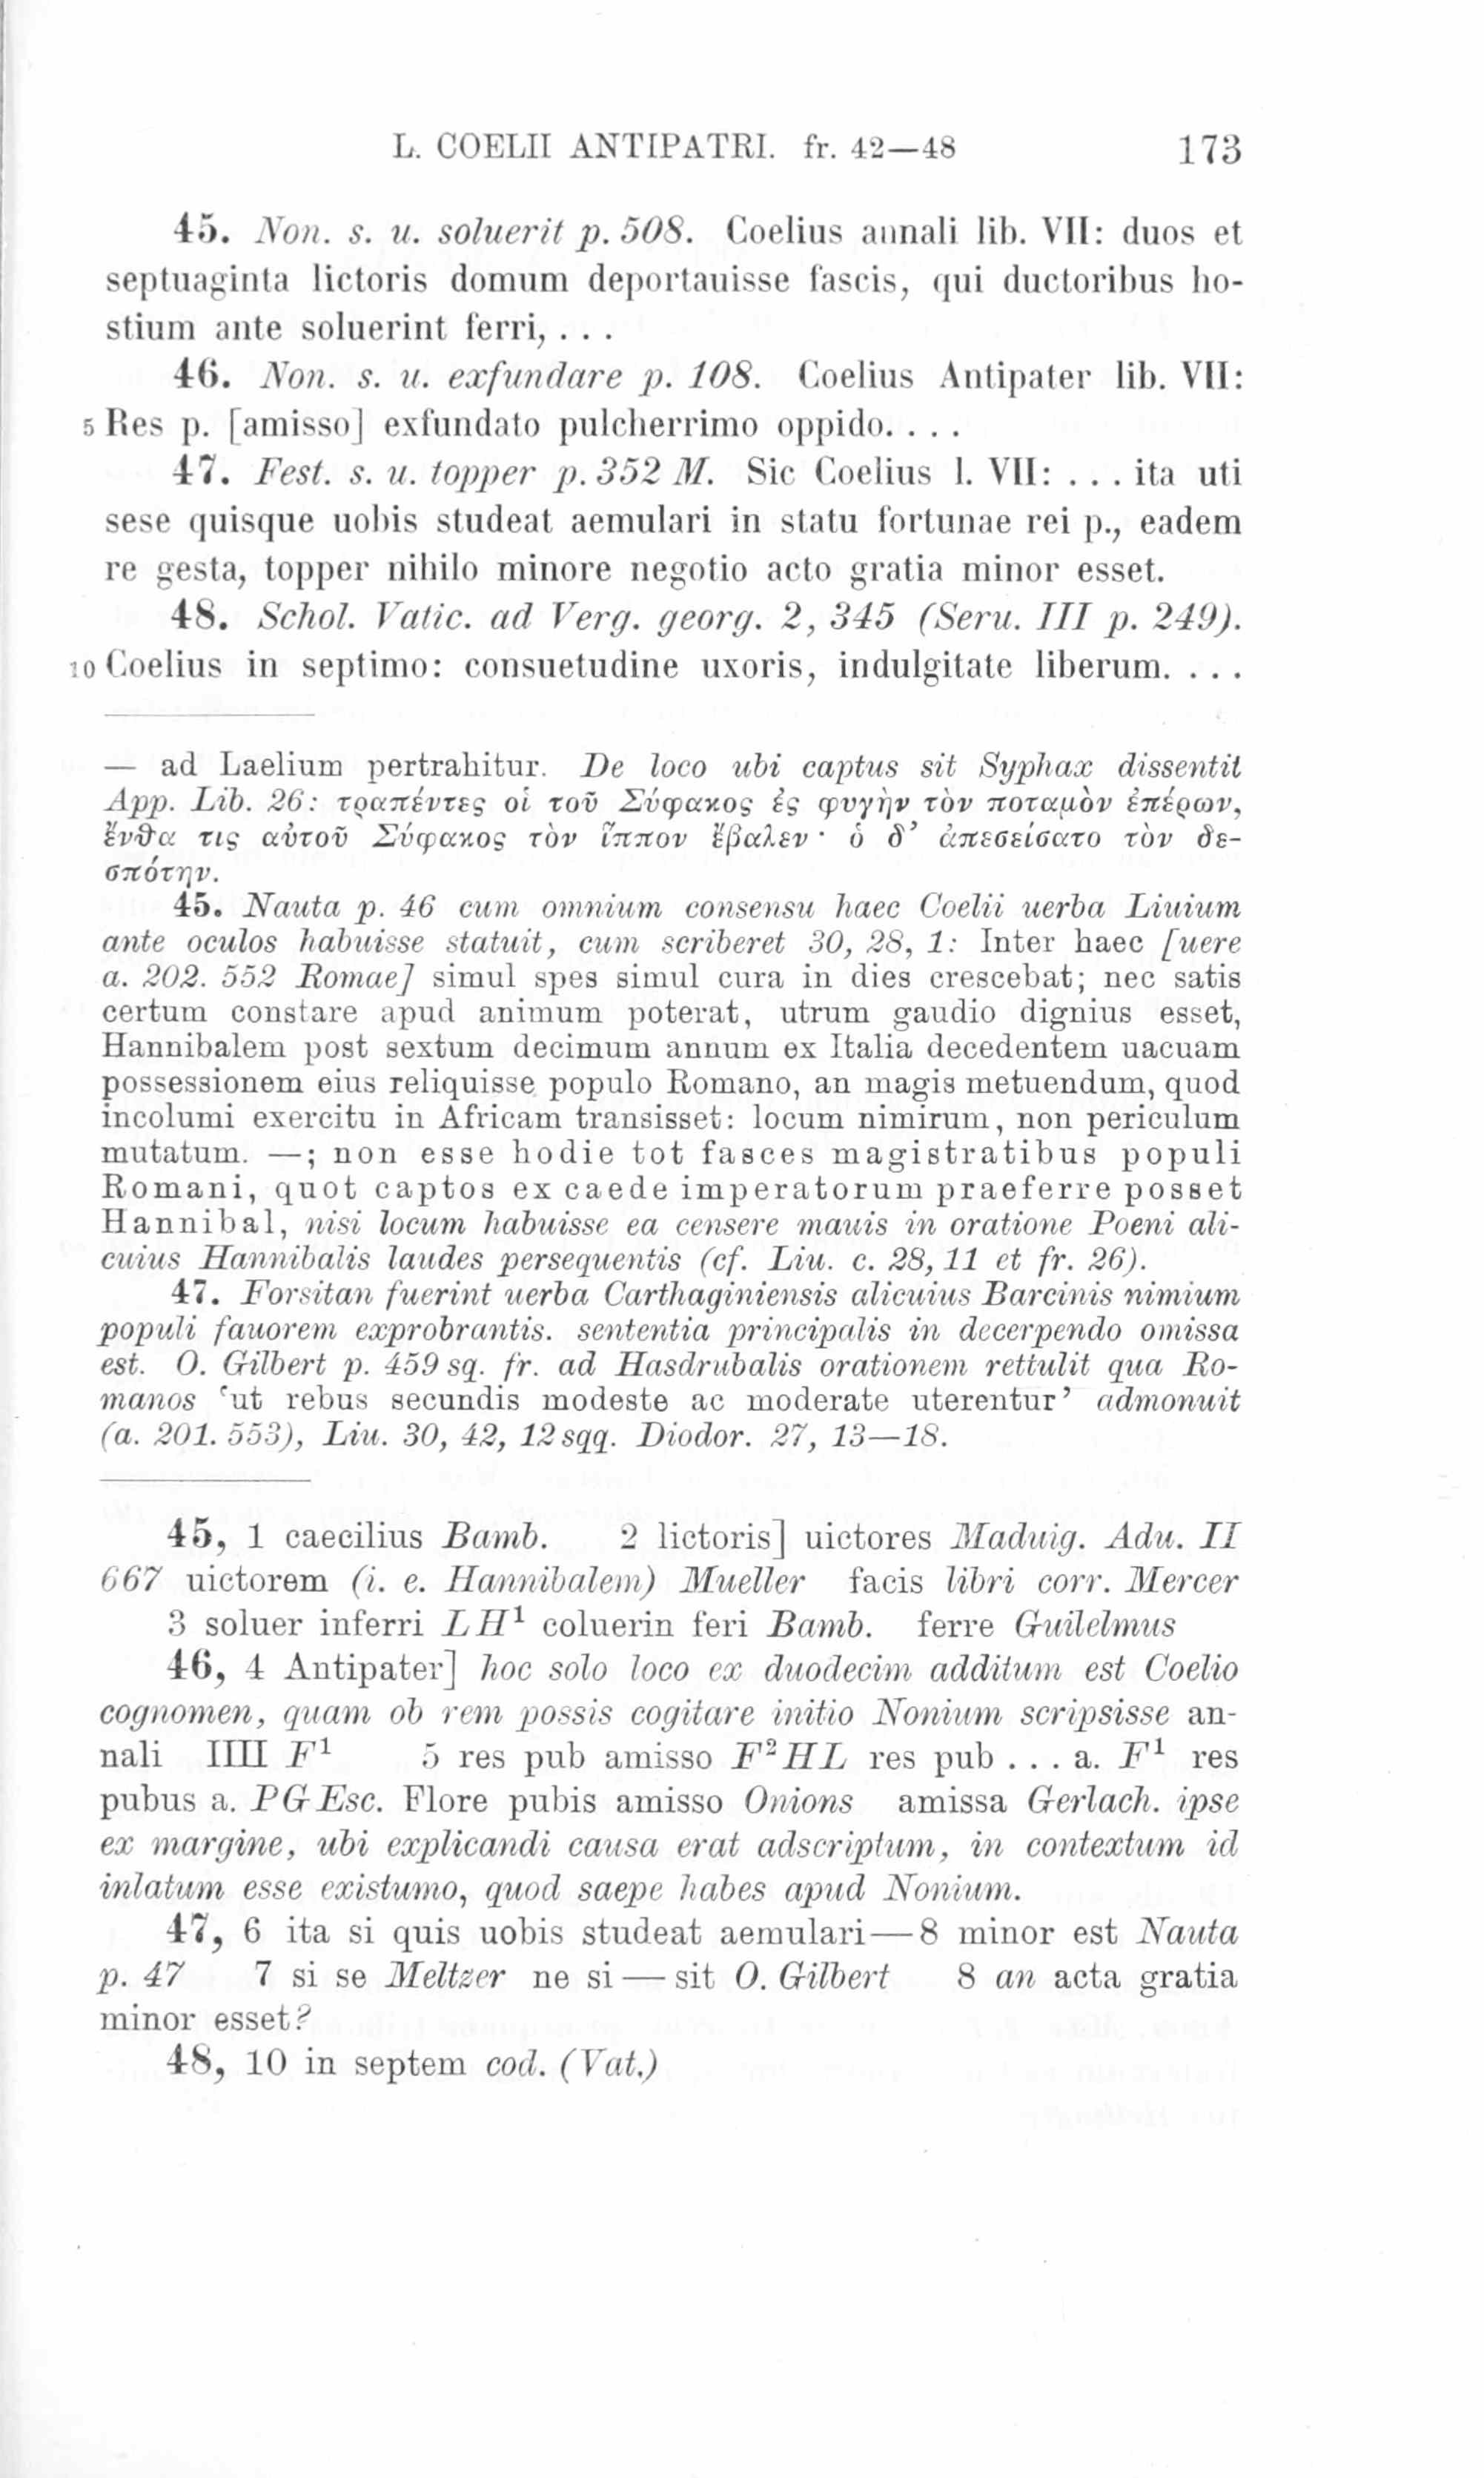 L. COELII ANTIPATRI. fr. 42—48 173
45. Non. s. u. soluerit p. 508. Coelius annali lib. VII: duos et
septuaginta lictoris domum deportauisse fascis, qui ductoribus ho-
stium ante soluerint ferri, . . .
46. Non. s. u. exfundare p. 108. Coelius Antipater lib. VII:
5 Res p. [amisso] exfundato pulcherrimo oppido. . . .
47. Fest. s. u. topper p. 352 M. Sic Coelius l. VII: . . . ita uti
sese quisque uobis studeat aemulari in statu fortunae rei p., eadem
re gesta, topper nihilo minore negotio acto gratia minor esset.
48. Schol. Vatic. ad Verg. georg. 2, 345 (Seru. III p. 249).
10 Coelius in septimo: consuetudine uxoris, indulgitate liberum. . . .
— ad Laelium pertrahitur. De loco ubi captus sit Syphax dissentit
App. Lib. 26: τραπέντες οἱ τοῦ Σύφακος ἐς φυγὴν τὸν ποταμὸν ἐπέρων,
ἔνθα τις αὐτοῦ Σύφακος τὸν ἵππον ἔβαλεν · ὁ δ’ ἀπεσείσατο τὸν δε-
σπότην.
45. Nauta p. 46 cum omnium consensu haec Coelii uerba Liuium
ante oculos habuisse statuit, cum scriberet 30, 28, 1: Inter haec [uere
a. 202. 552 Romae] simul spes simul cura in dies crescebat; nec satis
certum constare apud animum poterat, utrum gaudio dignius esset,
Hannibalem post sextum decimum annum ex Italia decedentem uacuam
possessionem eius reliquisse populo Romano, an magis metuendum, quod
incolumi exercitu in Africam transisset: locum nimirum, non periculum
mutatum. —; non esse hodie tot fasces magistratibus populi
Romani, quot captos ex caede imperatorum praeferre posset
Hannibal, nisi locum habuisse ea censere mauis in oratione Poeni ali-
cuius Hannibalis laudes persequentis (cf. Liu. c. 28, 11 et fr. 26).
47. Forsitan fuerint uerba Carthaginiensis alicuius Barcinis nimium
populi fauorem exprobrantis. sententia principalis in decerpendo omissa
est. O. Gilbert p. 459 sq. fr. ad Hasdrubalis orationem rettulit qua Ro-
manos ‘ut rebus secundis modeste ac moderate uterentur’ admonuit
(a. 201. 553), Liu. 30, 42, 12 sqq. Diodor. 27, 13—18.
45, 1 caecilius Bamb. 2 lictoris] uictores Maduig. Adu. II
667 uictorem (i. e. Hannibalem) Mueller facis libri corr. Mercer
3 soluer inferri LH¹ coluerin feri Bamb. ferre Guilelmus
46, 4 Antipater] hoc solo loco ex duodecim additum est Coelio
cognomen, quam ob rem possis cogitare initio Nonium scripsisse an-
nali IIII F¹ 5 res pub amisso F²HL res pub . . . a. F¹ res
pubus a. PGEsc. Flore pubis amisso Onions amissa Gerlach. ipse
ex margine, ubi explicandi causa erat adscriptum, in contextum id
inlatum esse existumo, quod saepe habes apud Nonium.
47, 6 ita si quis uobis studeat aemulari—8 minor est Nauta
p. 47 7 si se Meltzer ne si — sit O. Gilbert 8 an acta gratia
minor esset?
48, 10 in septem cod. (Vat.)